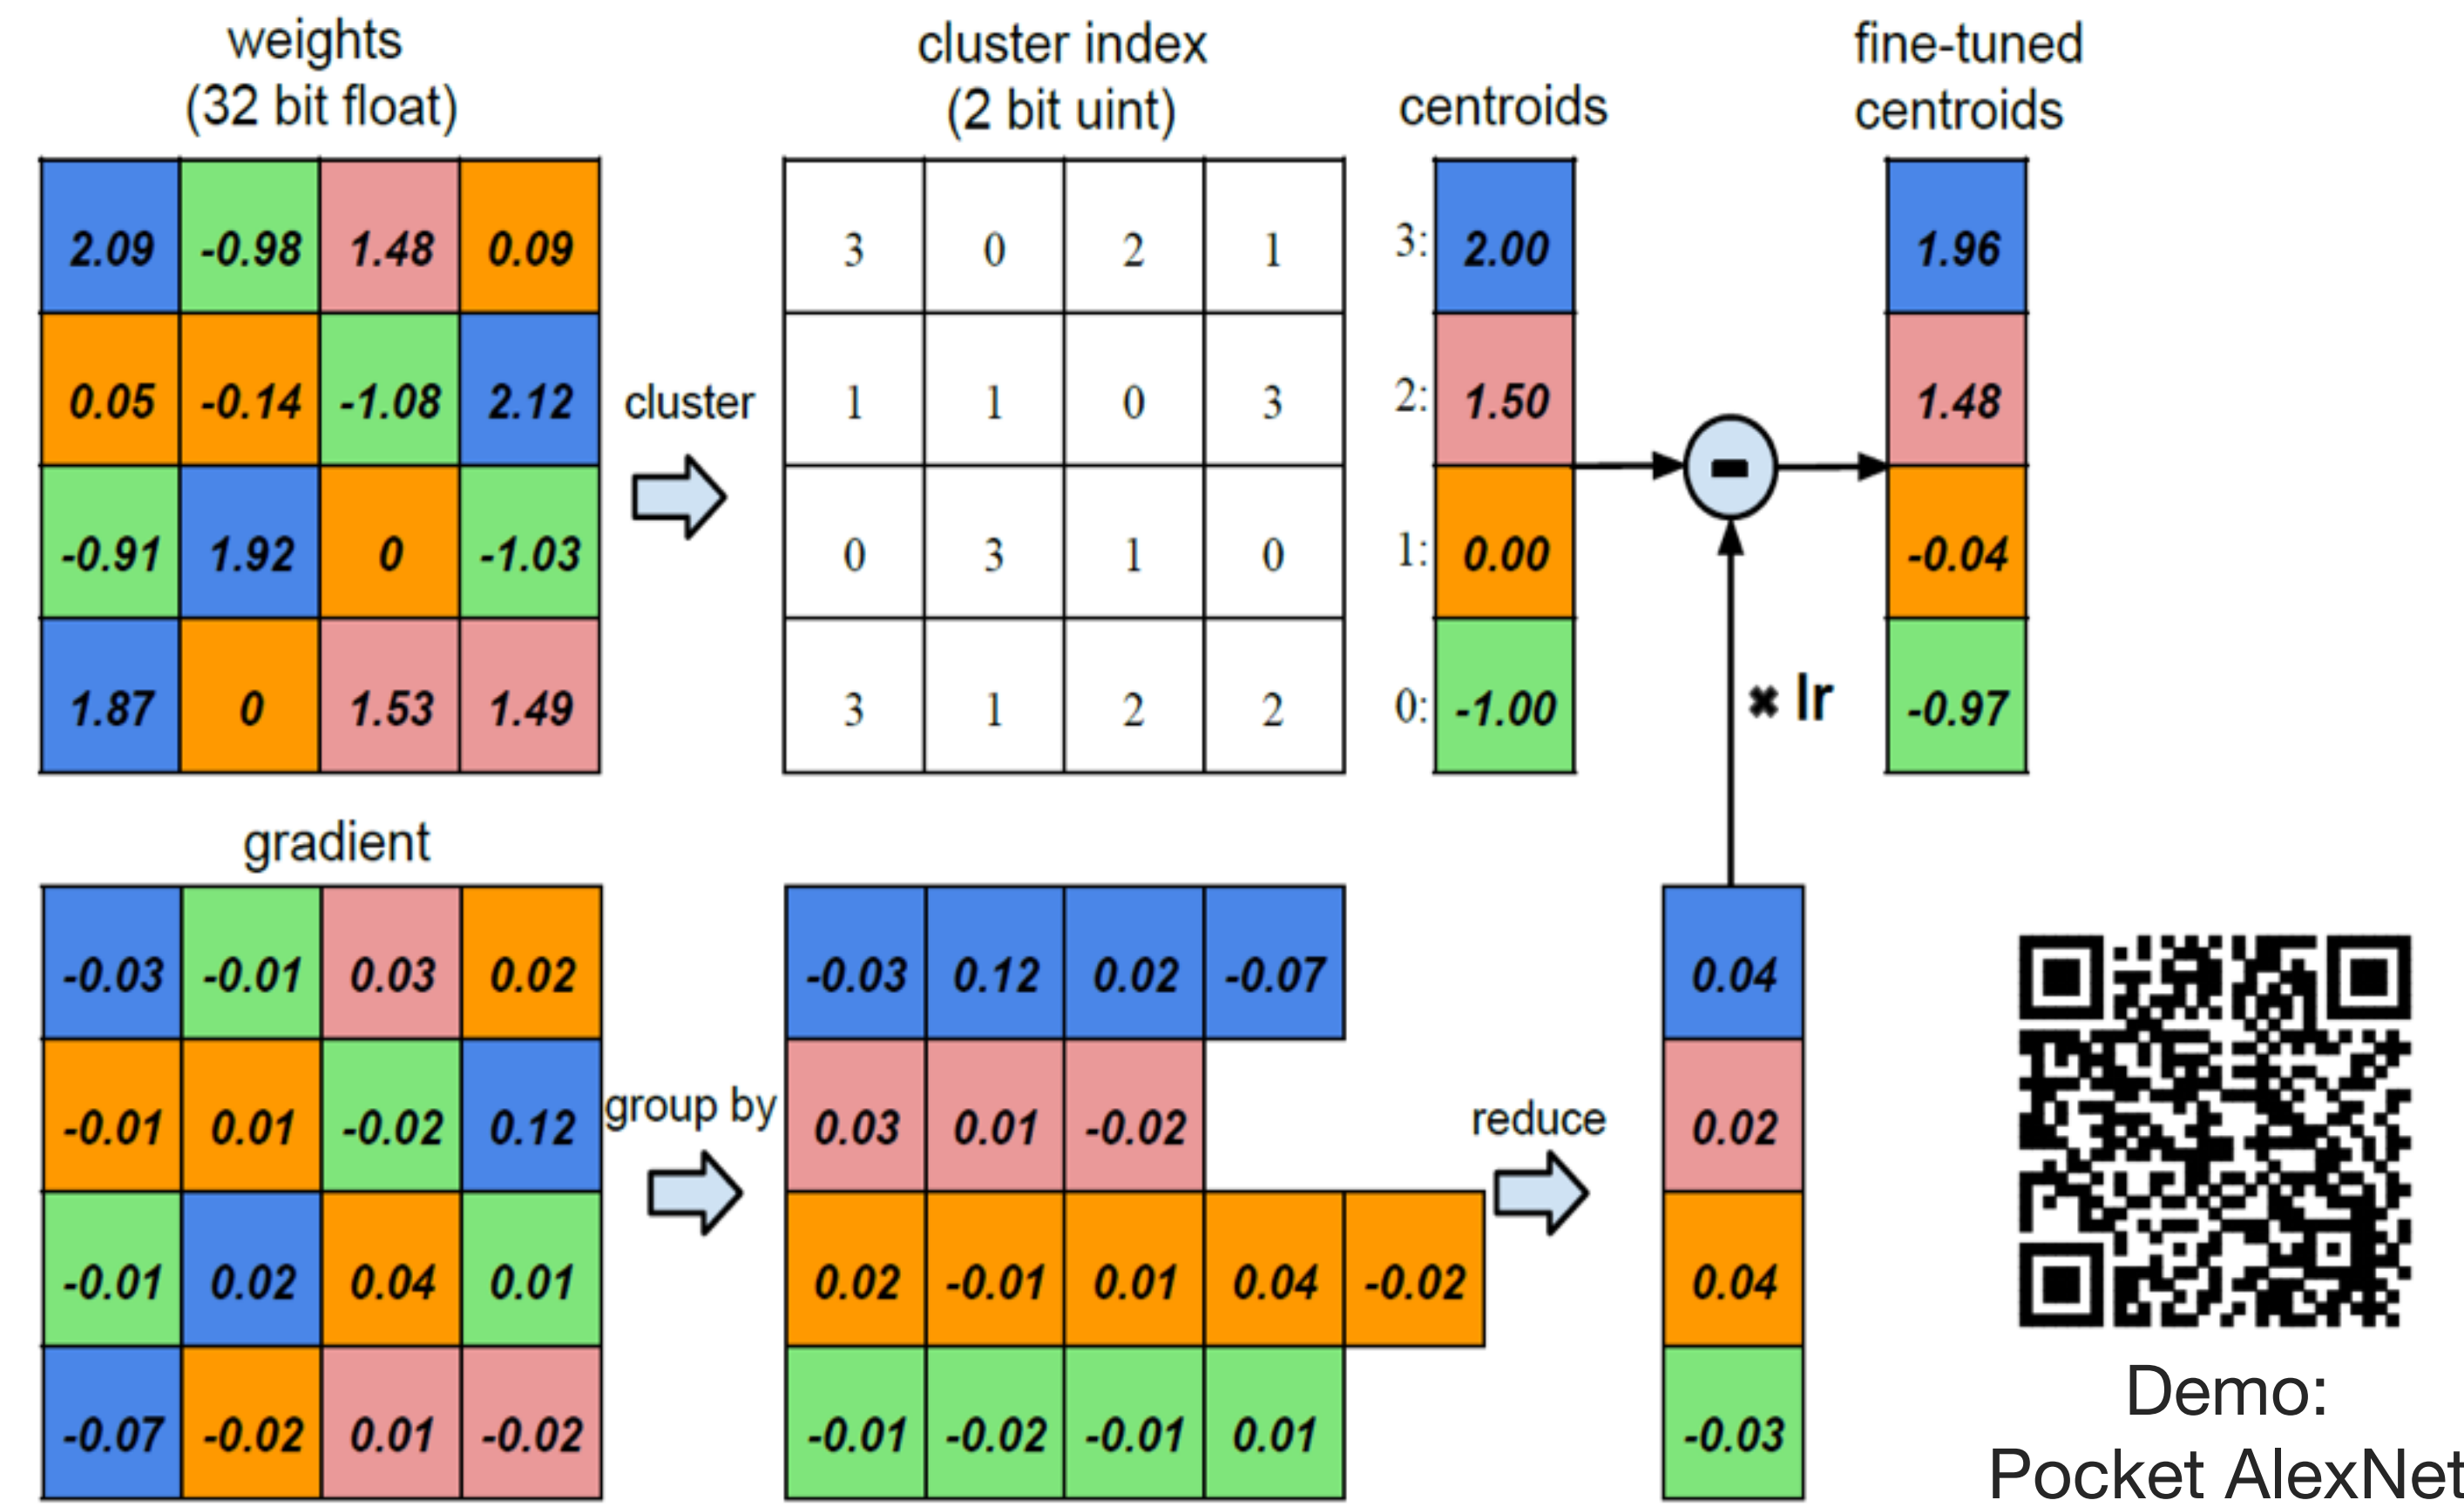 weights
(32 bit float)
cluster index
(2 bit uint)
centroids
fine-tuned
centroids
2.09 -0.98 1.48 0.09
0.05 -0.14 -1.08 2.12
-0.91 1.92 0 -1.03
1.87 0 1.53 1.49
cluster
3 0 2 1
1 1 0 3
0 3 1 0
3 1 2 2
3: 2.00
2: 1.50
1: 0.00
0: -1.00
-
× lr
1.96
1.48
-0.04
-0.97
gradient
-0.03 -0.01 0.03 0.02
-0.01 0.01 -0.02 0.12
-0.01 0.02 0.04 0.01
-0.07 -0.02 0.01 -0.02
group by
-0.03 0.12 0.02 -0.07
0.03 0.01 -0.02
0.02 -0.01 0.01 0.04 -0.02
-0.01 -0.02 -0.01 0.01
reduce
0.04
0.02
0.04
-0.03
Demo:
Pocket AlexNet